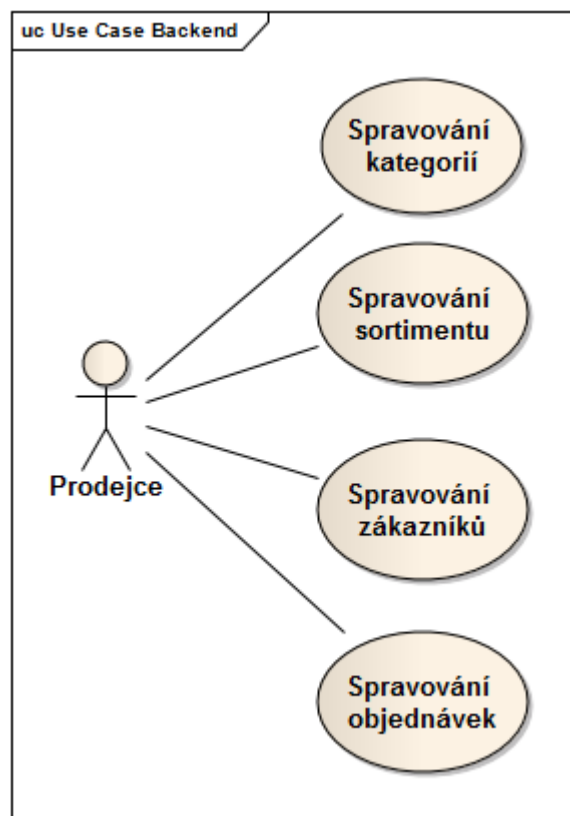 uc Use Case Backend
Spravování
kategorií
Spravování
sortimentu
Prodejce
Spravování
zákazníků
Spravování
objednávek